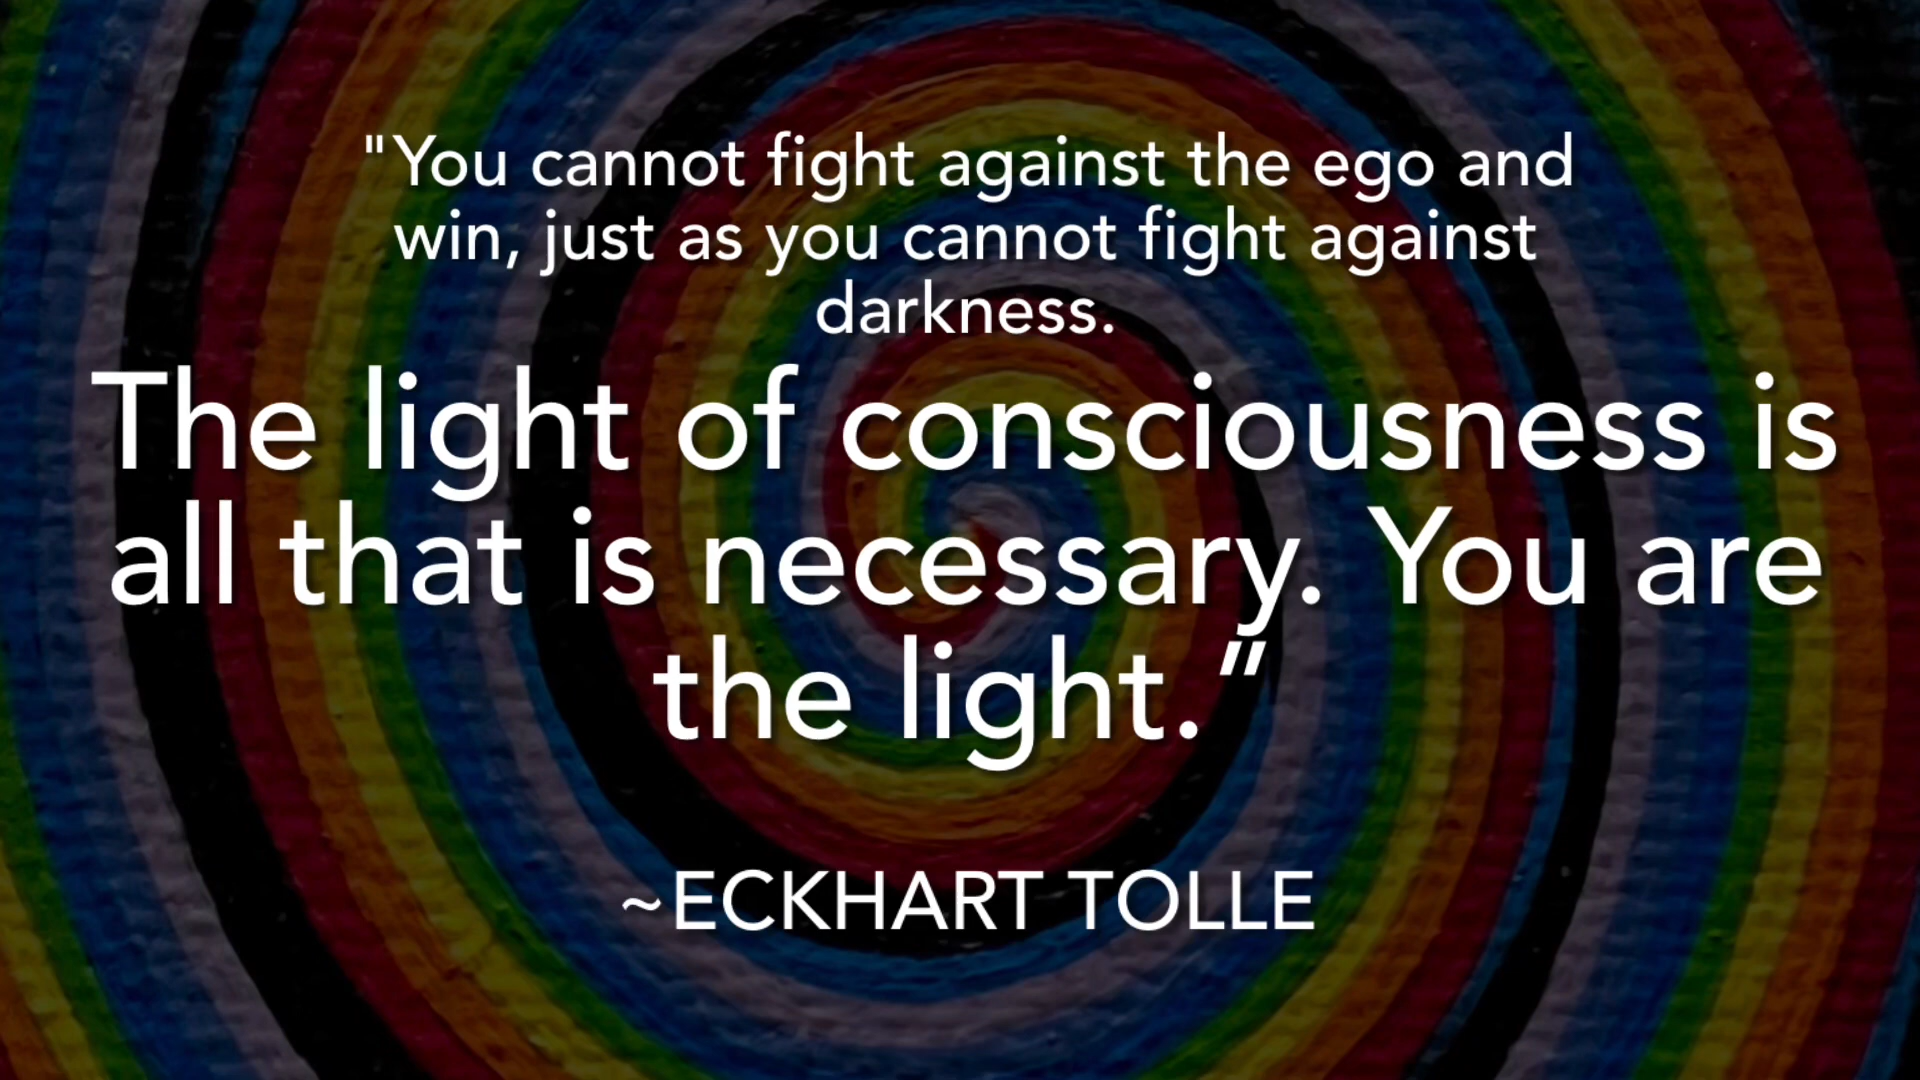 "You cannot fight against the ego and
win, just as you cannot fight against
darkness.
The light of consciousness is
all that is necessary. You are
the light."
~ECKHART TOLLE